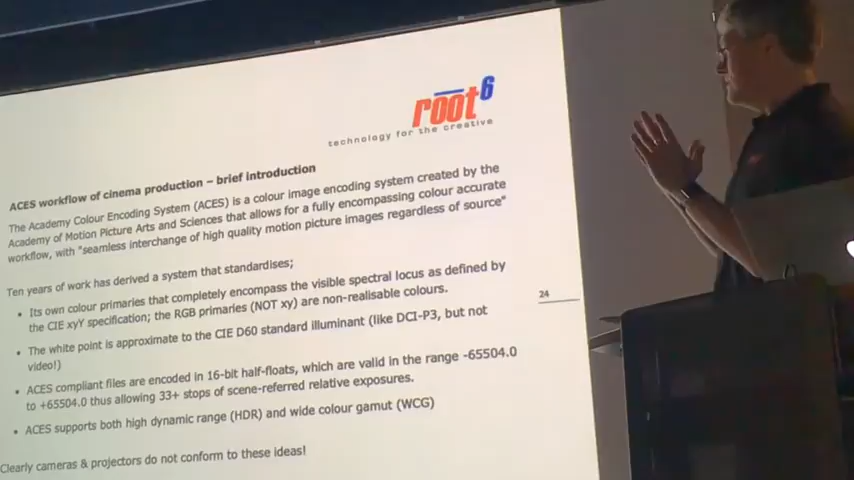 root6
technology for the creative
ACES workflow of cinema production – brief introduction
The Academy Colour Encoding System (ACES) is a colour image encoding system created by the
Academy of Motion Picture Arts and Sciences that allows for a fully encompassing colour accurate
workflow, with "seamless interchange of high quality motion picture images regardless of source"
Ten years of work has derived a system that standardises;
• Its own colour primaries that completely encompass the visible spectral locus as defined by
the CIE xyY specification; the RGB primaries (NOT xy) are non-realisable colours.
24
• The white point is approximate to the CIE D60 standard illuminant (like DCI-P3, but not
video!)
• ACES compliant files are encoded in 16-bit half-floats, which are valid in the range -65504.0
to +65504.0 thus allowing 33+ stops of scene-referred relative exposures.
• ACES supports both high dynamic range (HDR) and wide colour gamut (WCG)
Clearly cameras & projectors do not conform to these ideas!